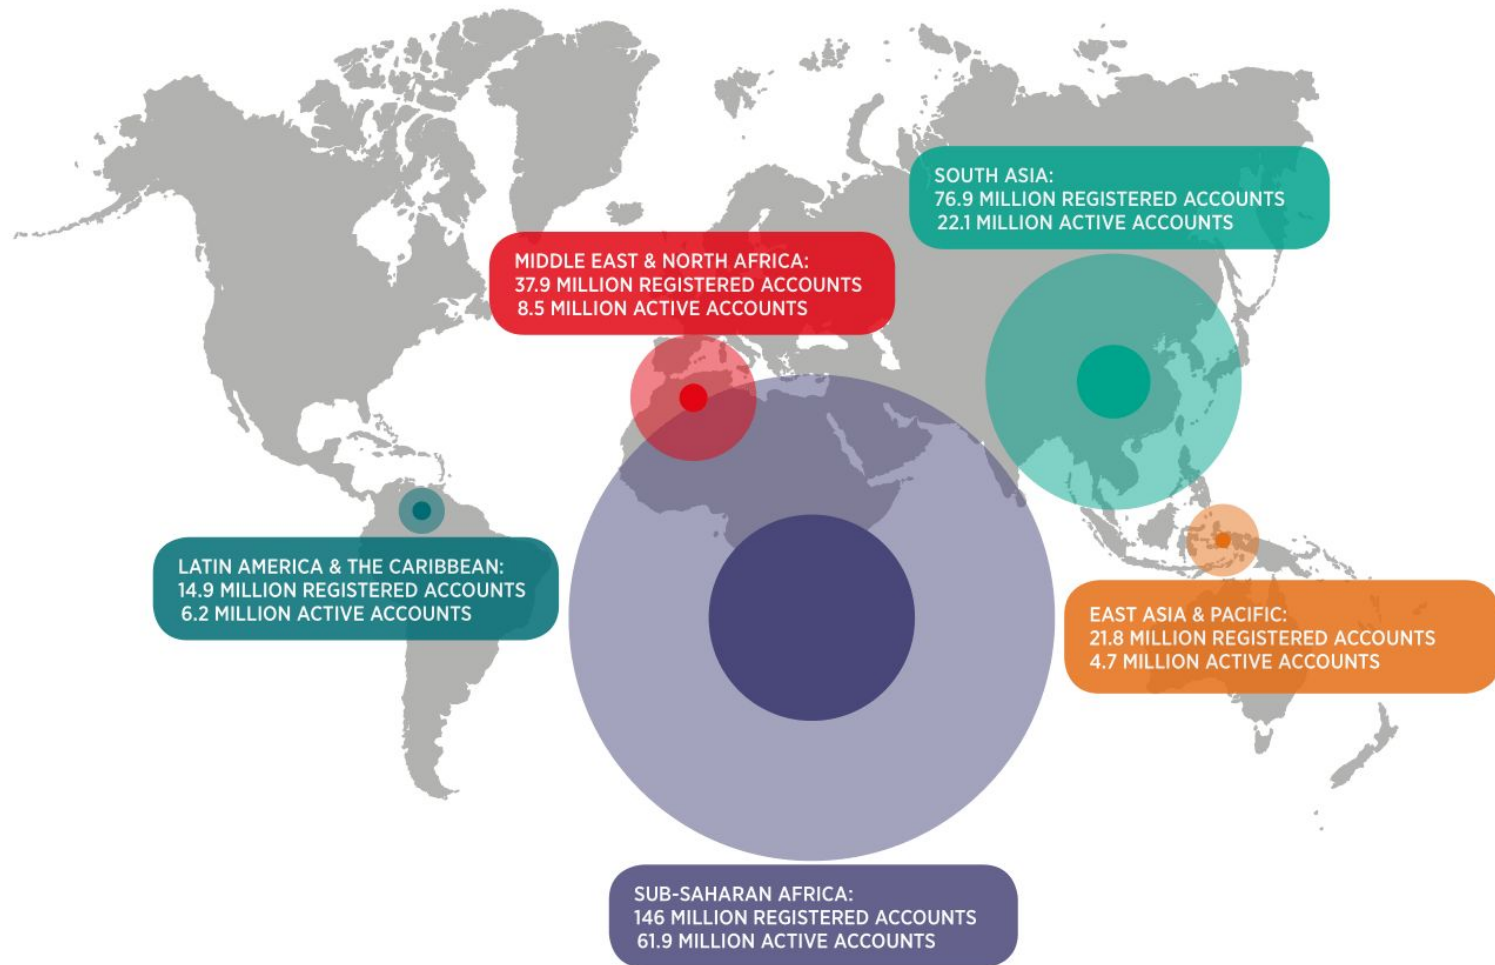 SOUTH ASIA:
76.9 MILLION REGISTERED ACCOUNTS
22.1 MILLION ACTIVE ACCOUNTS
MIDDLE EAST & NORTH AFRICA:
37.9 MILLION REGISTERED ACCOUNTS
8.5 MILLION ACTIVE ACCOUNTS
LATIN AMERICA & THE CARIBBEAN:
14.9 MILLION REGISTERED ACCOUNTS
6.2 MILLION ACTIVE ACCOUNTS
EAST ASIA & PACIFIC:
21.8 MILLION REGISTERED ACCOUNTS
4.7 MILLION ACTIVE ACCOUNTS
SUB-SAHARAN AFRICA:
146 MILLION REGISTERED ACCOUNTS
61.9 MILLION ACTIVE ACCOUNTS